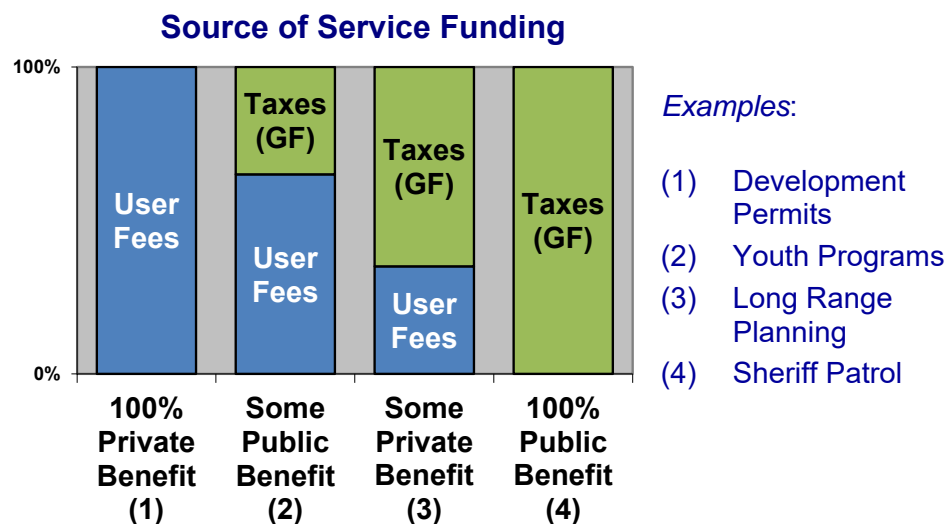 Source of Service Funding
100%
0%
User
Fees
Taxes
(GF)
User
Fees
Taxes
(GF)
User
Fees
Taxes
(GF)
100%
Private
Benefit
(1)
Some
Public
Benefit
(2)
Some
Private
Benefit
(3)
100%
Public
Benefit
(4)
Examples:
(1) Development
Permits
(2) Youth Programs
(3) Long Range
Planning
(4) Sheriff Patrol